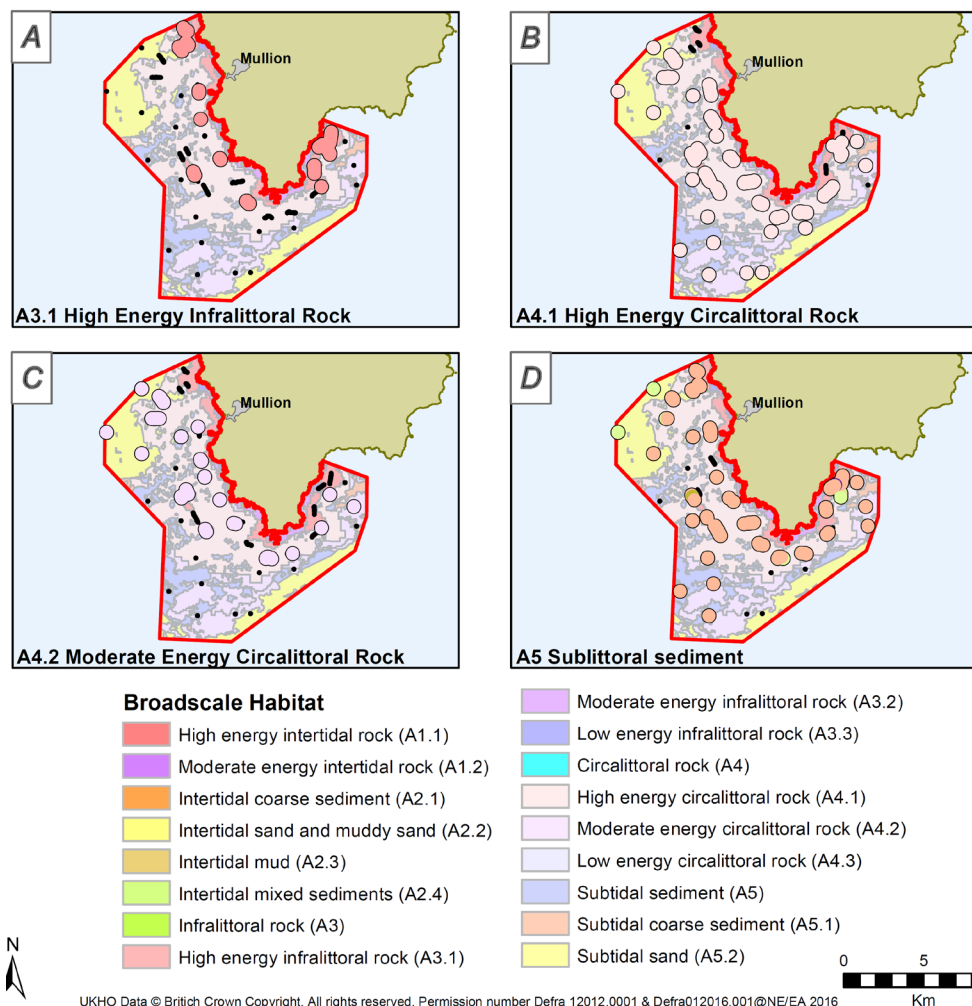 A
Mullion
A3.1 High Energy Infralittoral Rock
B
Mullion
A4.1 High Energy Circalittoral Rock
C
Mullion
A4.2 Moderate Energy Circalittoral Rock
D
Mullion
A5 Sublittoral sediment
Broadscale Habitat
High energy intertidal rock (A1.1)
Moderate energy intertidal rock (A1.2)
Intertidal coarse sediment (A2.1)
Intertidal sand and muddy sand (A2.2)
Intertidal mud (A2.3)
Intertidal mixed sediments (A2.4)
Infralittoral rock (A3)
High energy infralittoral rock (A3.1)
Moderate energy infralittoral rock (A3.2)
Low energy infralittoral rock (A3.3)
Circalittoral rock (A4)
High energy circalittoral rock (A4.1)
Moderate energy circalittoral rock (A4.2)
Low energy circalittoral rock (A4.3)
Subtidal sediment (A5)
Subtidal coarse sediment (A5.1)
Subtidal sand (A5.2)
N
0 5
Km
UKHO Data © Britich Crown Copyright. All rights reserved. Permission number Defra 12012.0001 & Defra012016.001@NE/EA 2016